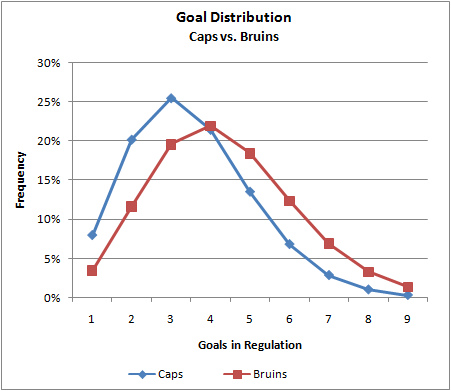 Goal Distribution
Caps vs. Bruins
30%
25%
20%
15%
10%
5%
0%
Frequency
1 2 3 4 5 6 7 8 9
Goals in Regulation
Caps Bruins